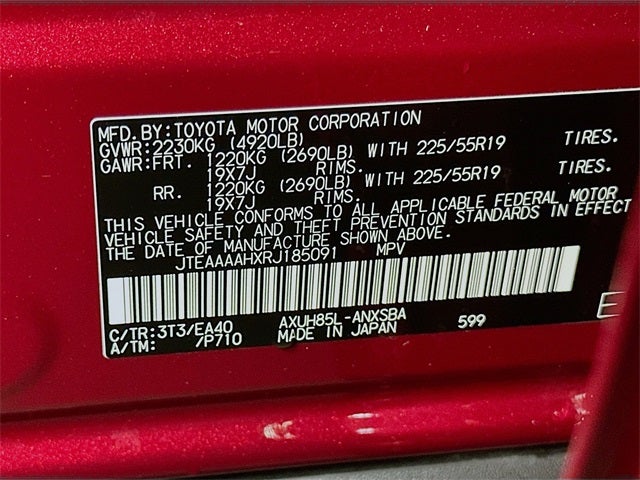 MFD. BY: TOYOTA MOTOR CORPORATION
GVWR: 2230KG (4920LB)
GAWR: FRT. 1220KG (2690LB) WITH 225/55R19 TIRES.
19X7J RIMS.
RR. 1220KG (2690LB) WITH 225/55R19 TIRES.
19X7J RIMS.
THIS VEHICLE CONFORMS TO ALL APPLICABLE FEDERAL MOTOR
VEHICLE SAFETY AND THEFT PREVENTION STANDARDS IN EFFECT
THE DATE OF MANUFACTURE SHOWN ABOVE.
JTEAAAAHXRJ185091 MPV
C/TR: 3T3/EA40 AXUH85L-ANXSBA 599 E
A/TM: /P710 MADE IN JAPAN